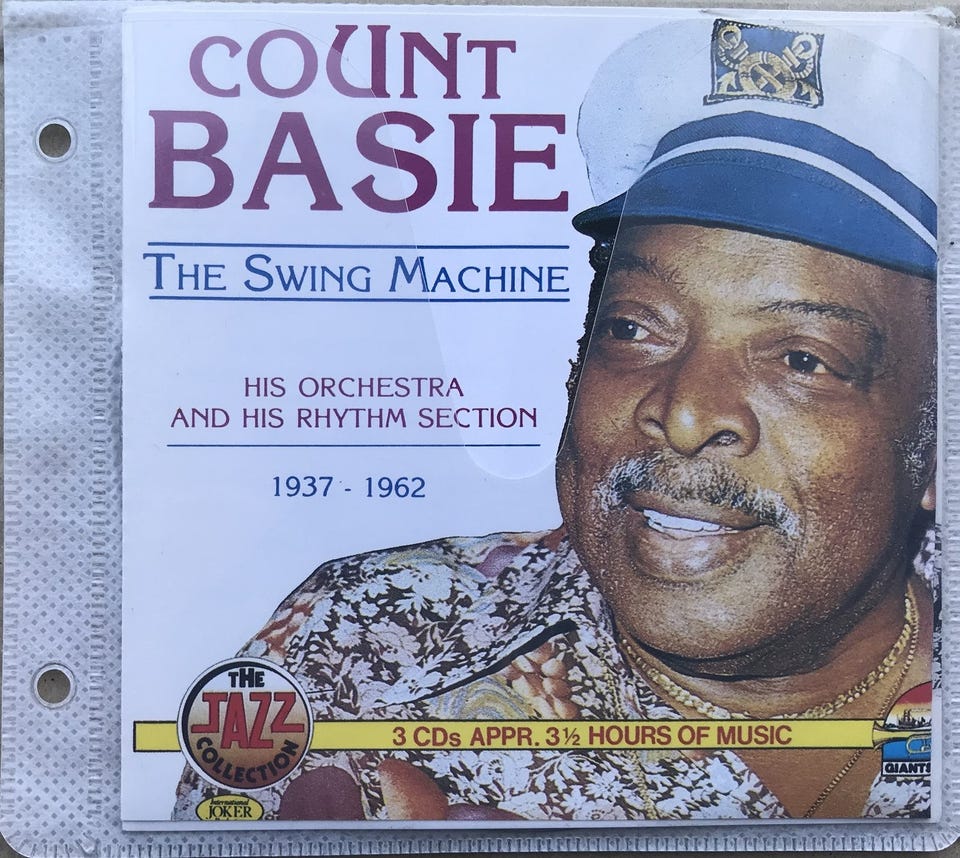 COUNT
BASIE
THE SWING MACHINE
HIS ORCHESTRA
AND HIS RHYTHM SECTION
1937 - 1962
THE
JAZZ
COLLECTION
3 CDs APPR. 3½ HOURS OF MUSIC
GIANTS
International
JOKER